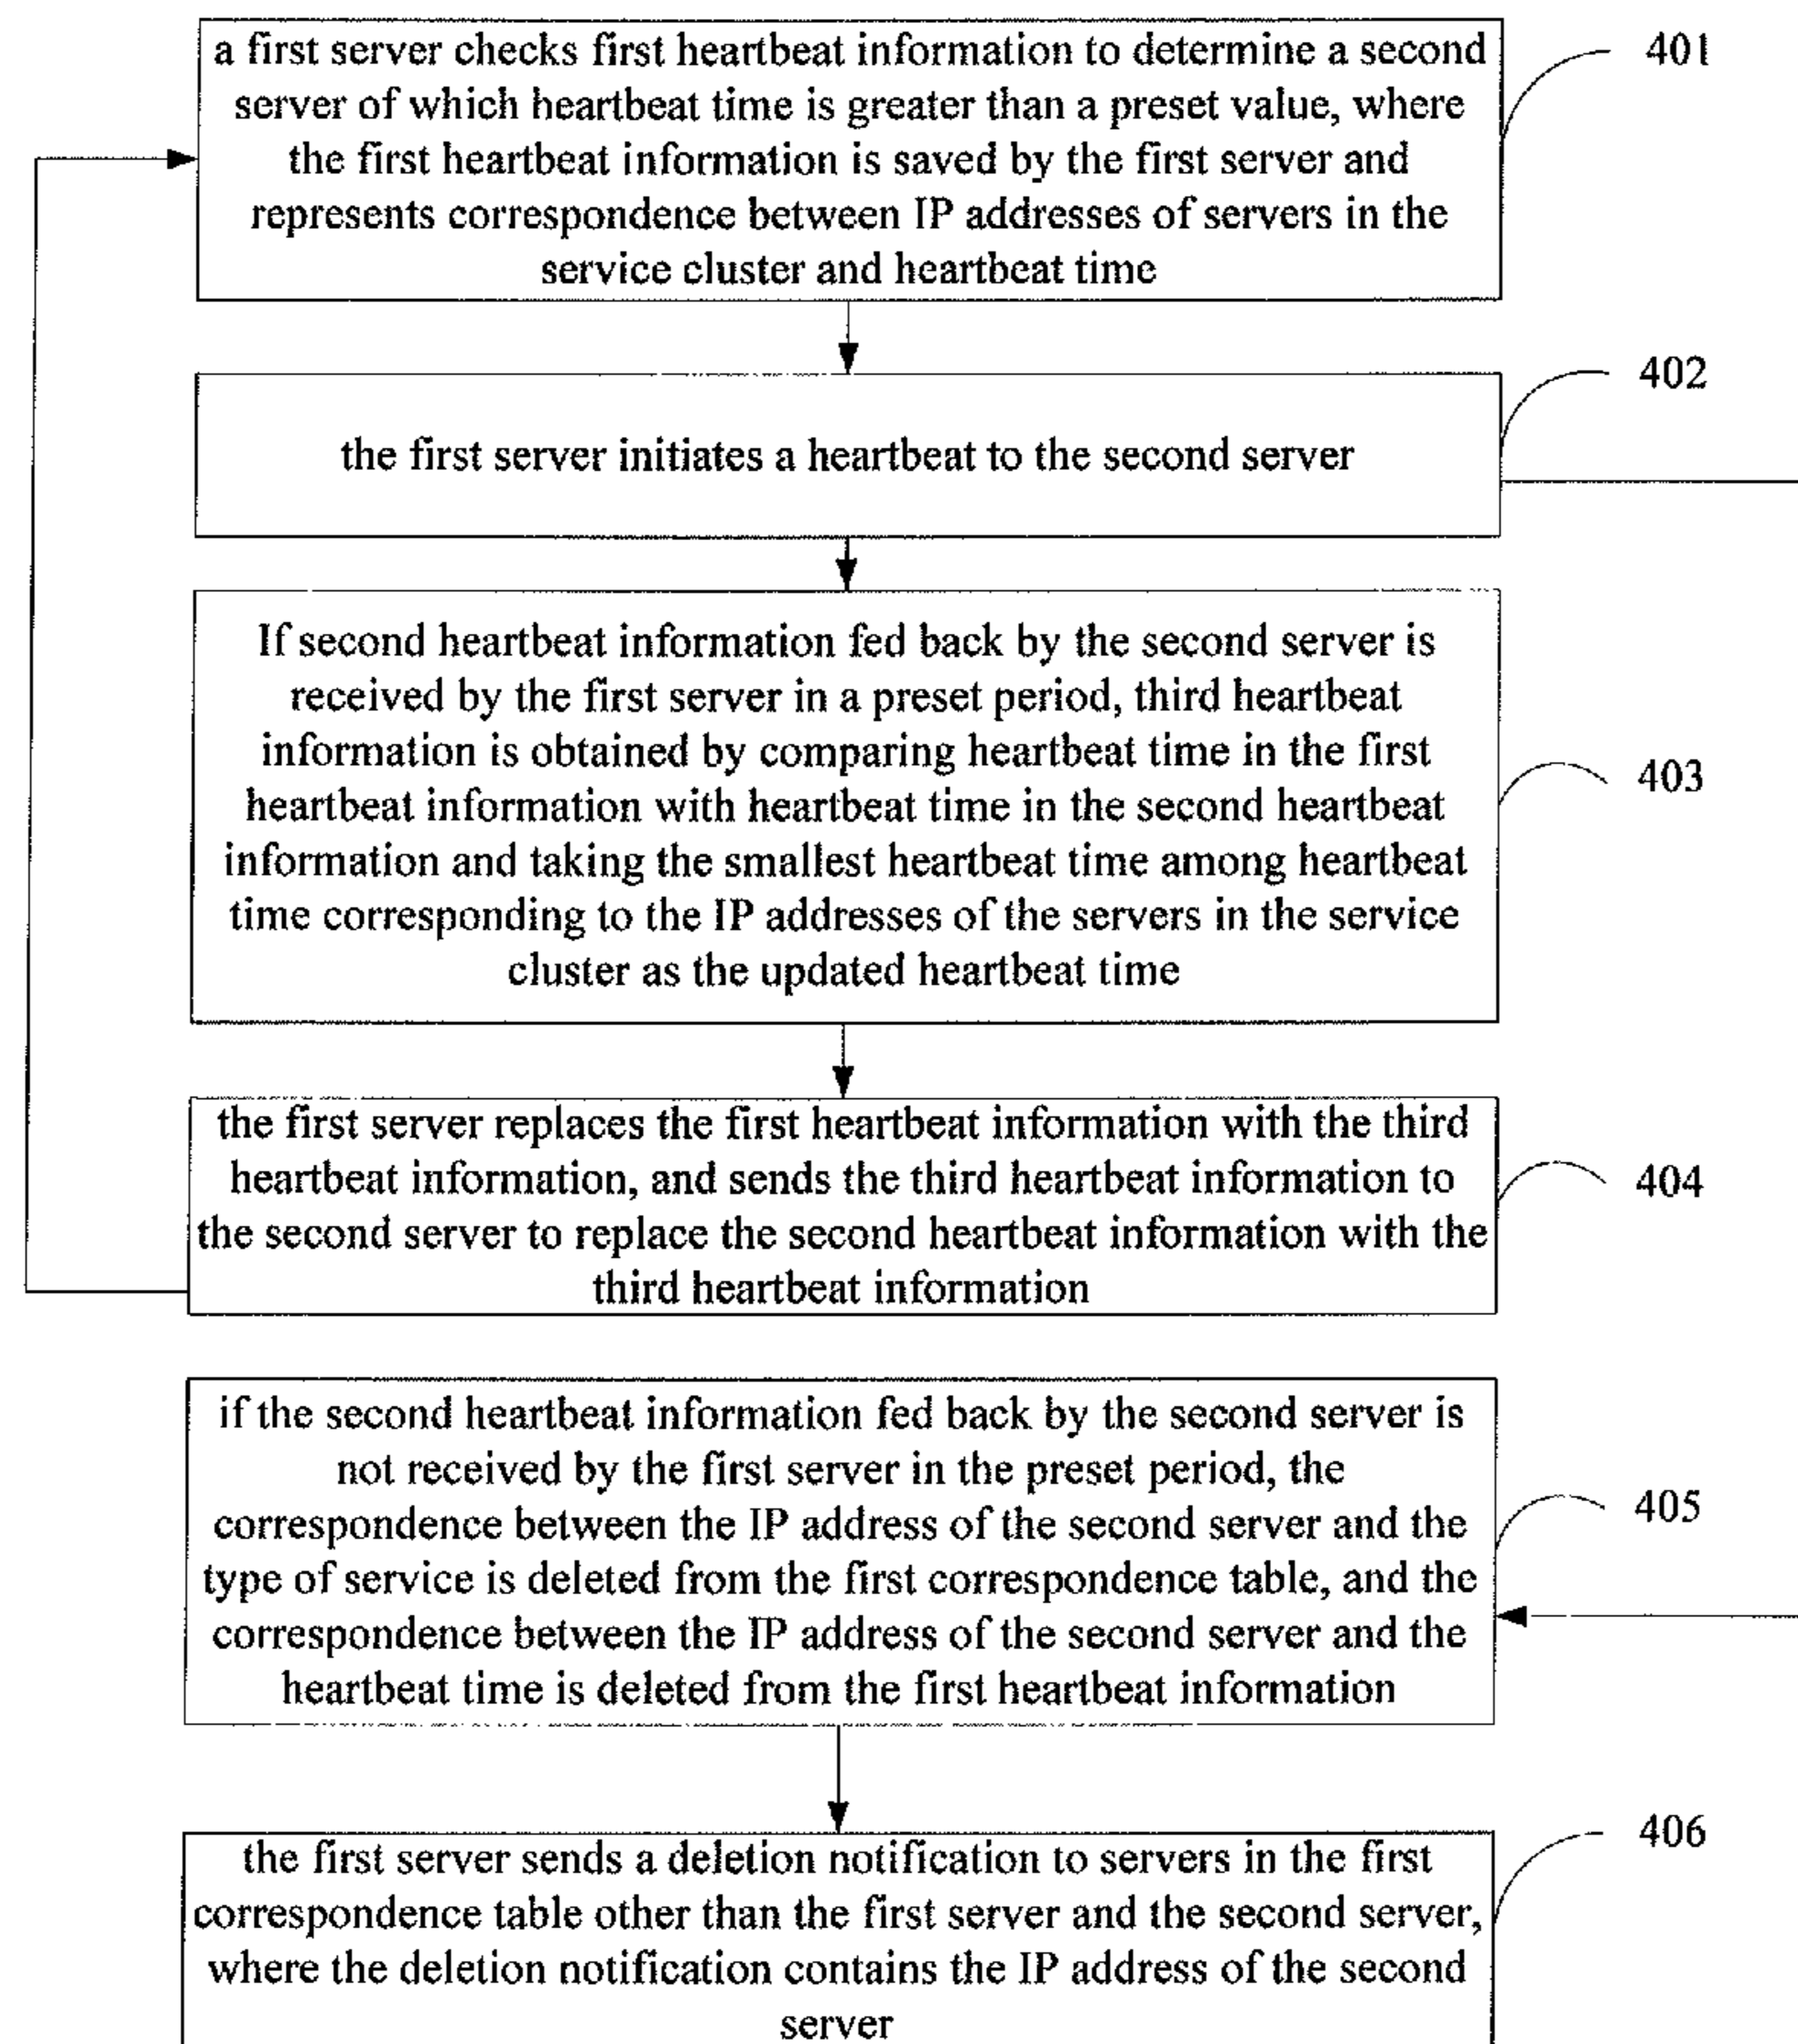 a first server checks first heartbeat information to determine a second
server of which heartbeat time is greater than a preset value, where
the first heartbeat information is saved by the first server and
represents correspondence between IP addresses of servers in the
service cluster and heartbeat time
401
402
the first server initiates a heartbeat to the second server
If second heartbeat information fed back by the second server is
received by the first server in a preset period, third heartbeat
information is obtained by comparing heartbeat time in the first
heartbeat information with heartbeat time in the second heartbeat
information and taking the smallest heartbeat time among heartbeat
time corresponding to the IP addresses of the servers in the service
cluster as the updated heartbeat time
403
the first server replaces the first heartbeat information with the third
heartbeat information, and sends the third heartbeat information to
the second server to replace the second heartbeat information with the
third heartbeat information
404
if the second heartbeat information fed back by the second server is
not received by the first server in the preset period, the
correspondence between the IP address of the second server and the
type of service is deleted from the first correspondence table, and the
correspondence between the IP address of the second server and the
heartbeat time is deleted from the first heartbeat information
405
406
the first server sends a deletion notification to servers in the first
correspondence table other than the first server and the second server,
where the deletion notification contains the IP address of the second
server